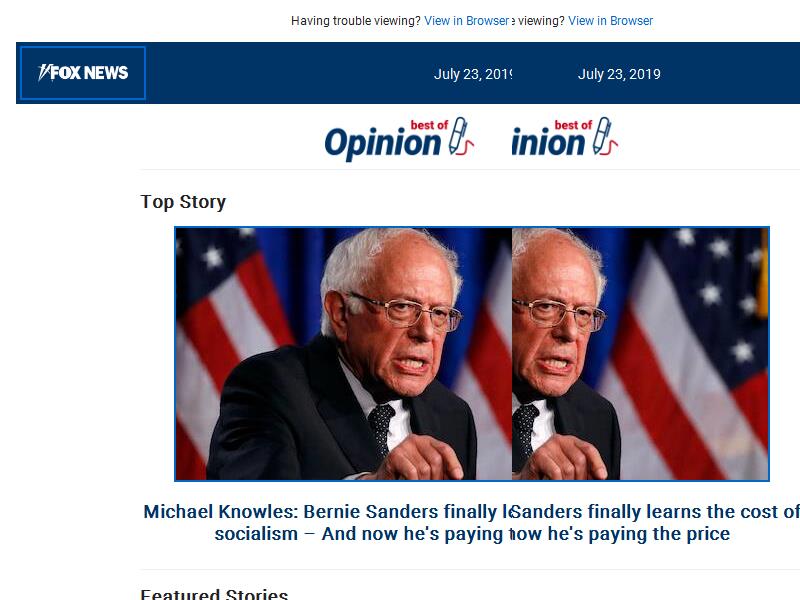 Having trouble viewing? View in Browser e viewing? View in Browser
FOX NEWS
July 23, 2019 July 23, 2019
best of best of
Opinion inion
Top Story
Michael Knowles: Bernie Sanders finally l Sanders finally learns the cost of
socialism – And now he's paying now he's paying the price
Featured Stories